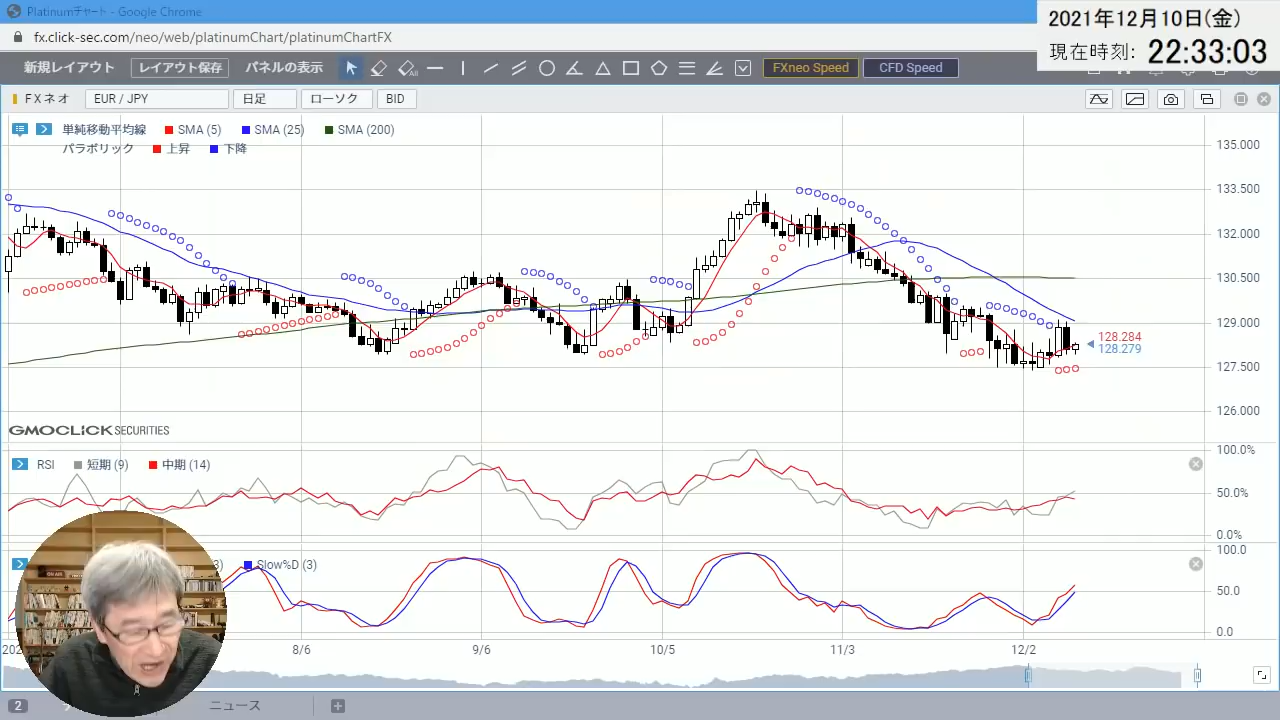 Platinumチャート - Google Chrome
2021年12月10日(金)
現在時刻: 22:33:03
fx.click-sec.com/neo/web/platinumChart/platinumChartFX
新規レイアウト レイアウト保存 パネルの表示 FXneo Speed CFD Speed
FXネオ EUR / JPY 日足 ローソク BID
単純移動平均線 SMA (5) SMA (25) SMA (200)
パラボリック 上昇 下降
135.000
133.500
132.000
130.500
129.000
128.284
128.279
127.500
126.000
GMOCLICK SECURITIES
RSI 短期 (9) 中期 (14)
100.0%
50.0%
0.0%
3) Slow%D (3)
100.0
50.0
0.0
ON AIR
202 8/6 9/6 10/5 11/3 12/2
2 ニュース